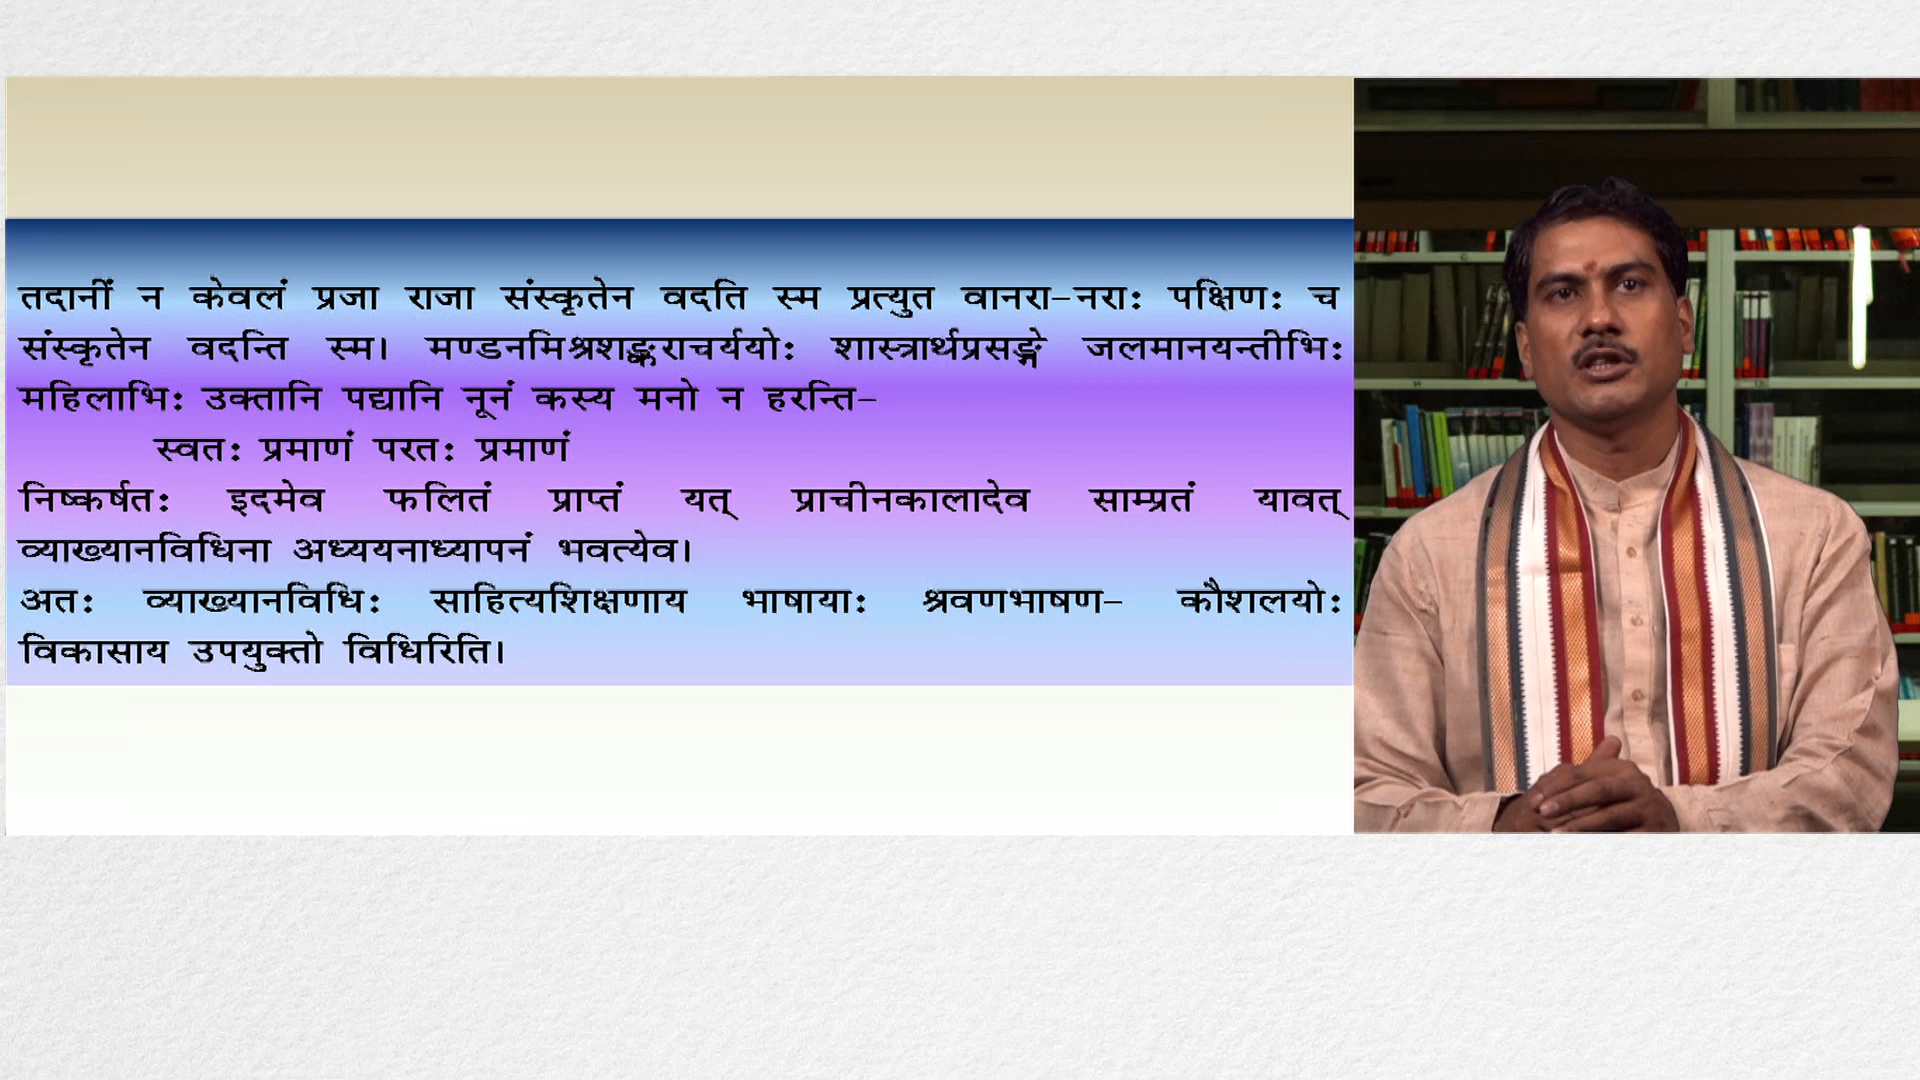 तदानीं न केवलं प्रजा राजा संस्कृतेन वदति स्म प्रत्युत वानरा-नराः पक्षिणः च
संस्कृतेन वदन्ति स्म। मण्डनमिश्रशङ्कराचर्ययोः शास्त्रार्थप्रसङ्गे जलमानयन्तीभिः
महिलाभिः उक्तानि पद्यानि नूनं कस्य मनो न हरन्ति-
स्वतः प्रमाणं परतः प्रमाणं
निष्कर्षतः इदमेव फलितं प्राप्तं यत् प्राचीनकालादेव साम्प्रतं यावत्
व्याख्यानविधिना अध्ययनाध्यापनं भवत्येव।
अतः व्याख्यानविधिः साहित्यशिक्षणाय भाषायाः श्रवणभाषण- कौशलयोः
विकासाय उपयुक्तो विधिरिति।